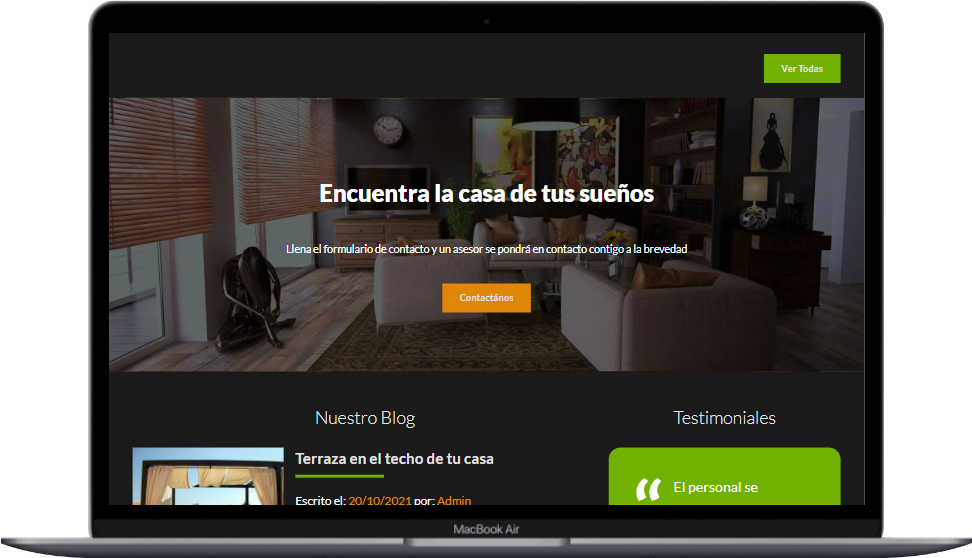 Ver Todas
Encuentra la casa de tus sueños
Llena el formulario de contacto y un asesor se pondrá en contacto contigo a la brevedad
Contactános
Nuestro Blog
Testimoniales
Terraza en el techo de tu casa
Escrito el: 20/10/2021 por: Admin
“ El personal se
MacBook Air